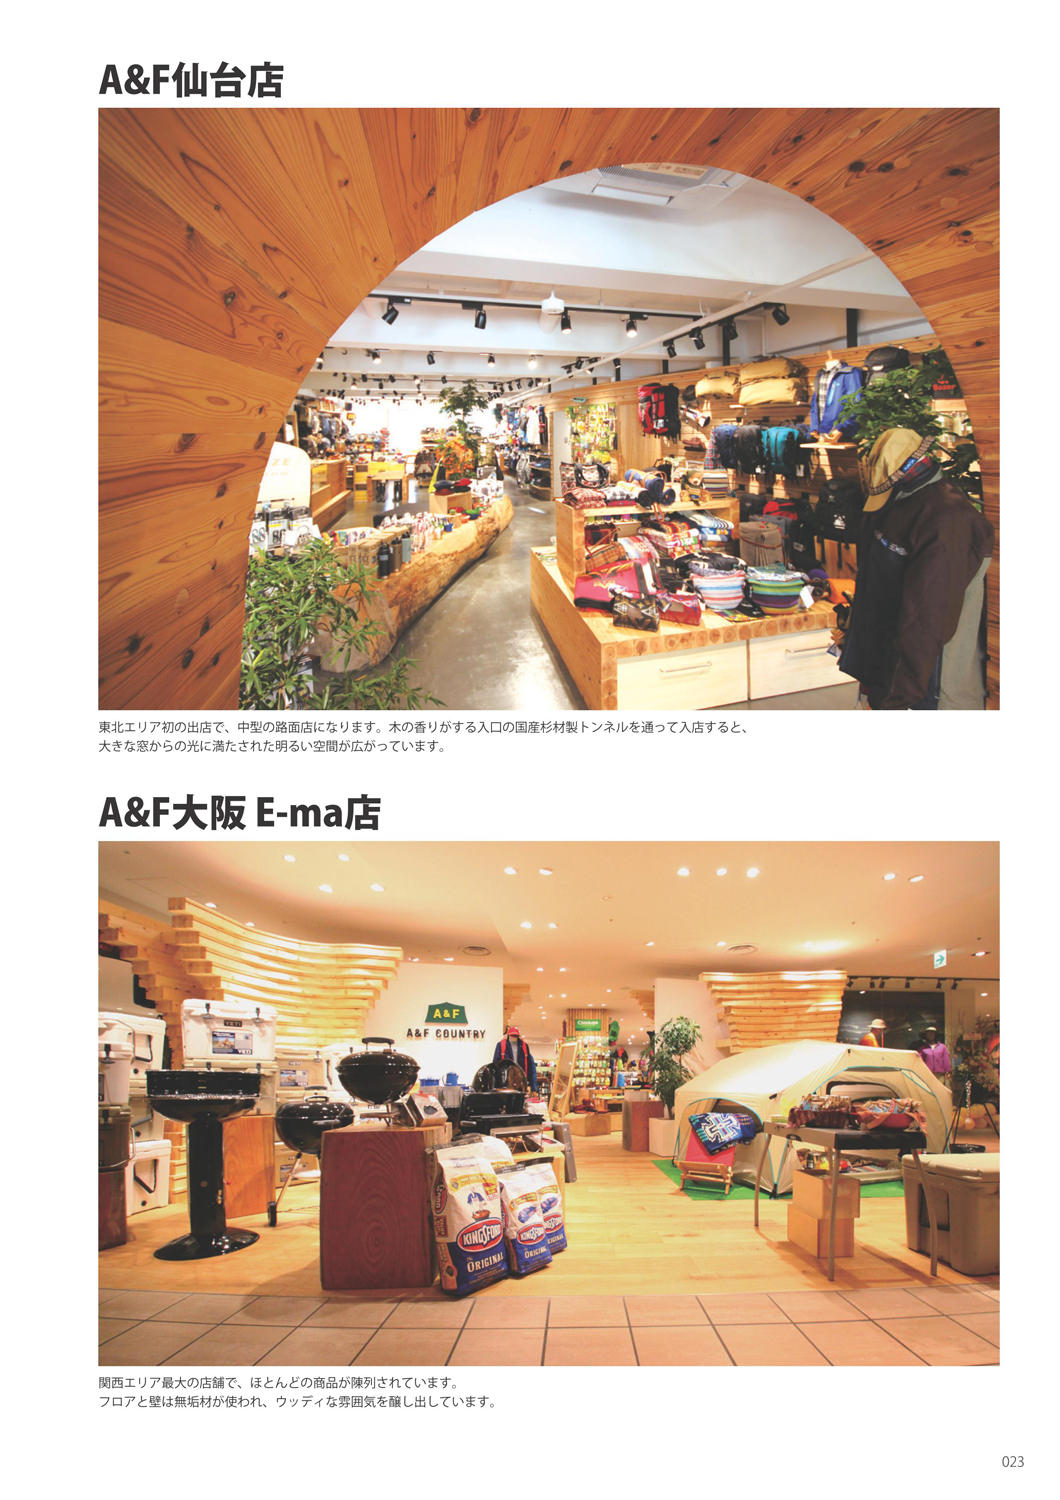 A&F仙台店
東北エリア初の出店で、中型の路面店になります。木の香りがする入口の国産杉材製トンネルを通って入店すると、
大きな窓からの光に満たされた明るい空間が広がっています。
A&F大阪 E-ma店
YETI
A&F
A&F COUNTRY
KINGSFORD
ORIGINAL
KINGSFORD
ORIGINAL
関西エリア最大の店舗で、ほとんどの商品が陳列されています。
フロアと壁は無垢材が使われ、ウッディな雰囲気を醸し出しています。
023